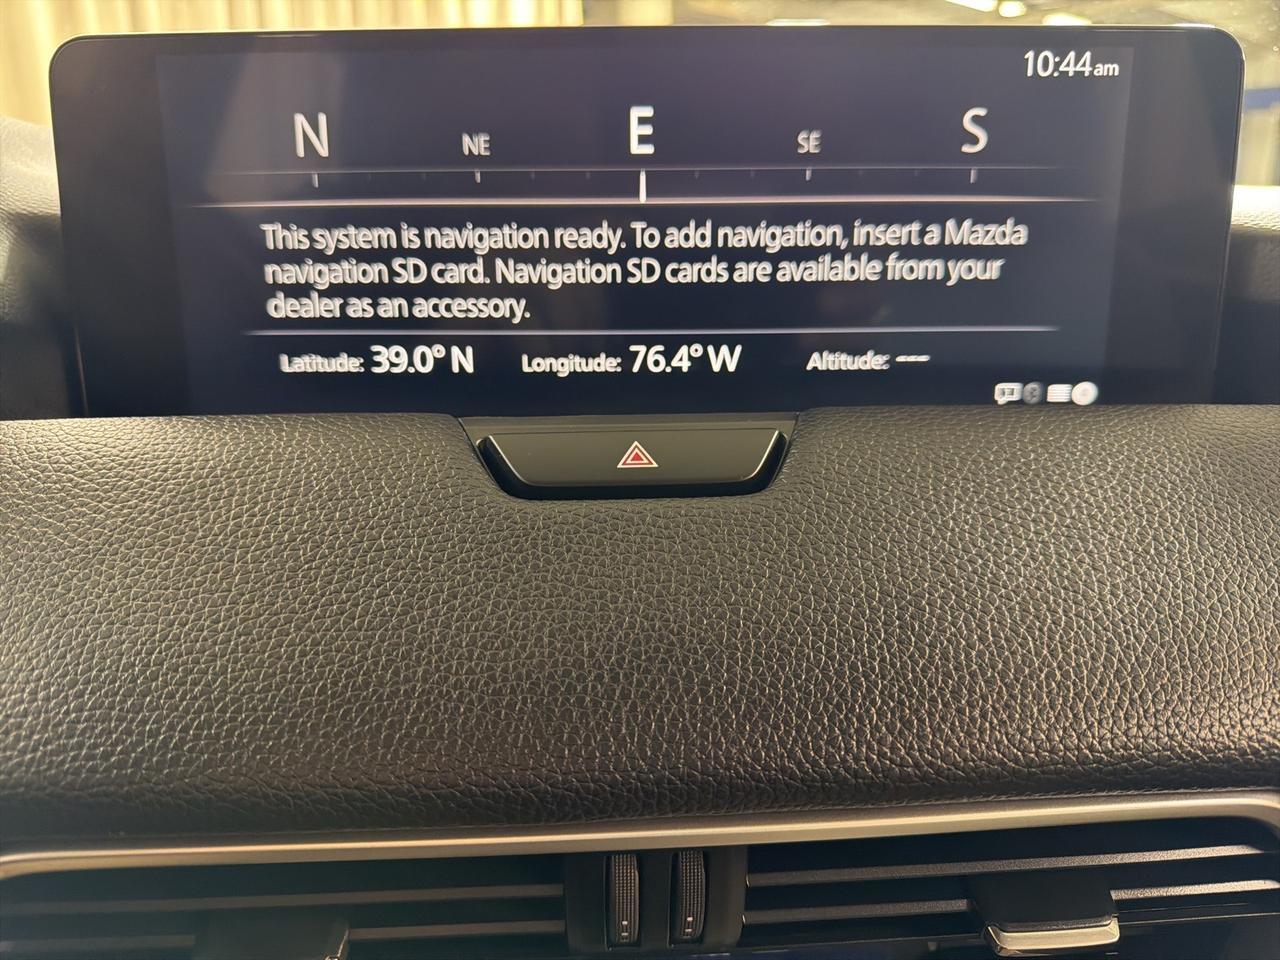 10:44am
N NE E SE S
This system is navigation ready. To add navigation, insert a Mazda
navigation SD card. Navigation SD cards are available from your
dealer as an accessory.
Latitude: 39.0° N Longitude: 76.4° W Altitude: ---